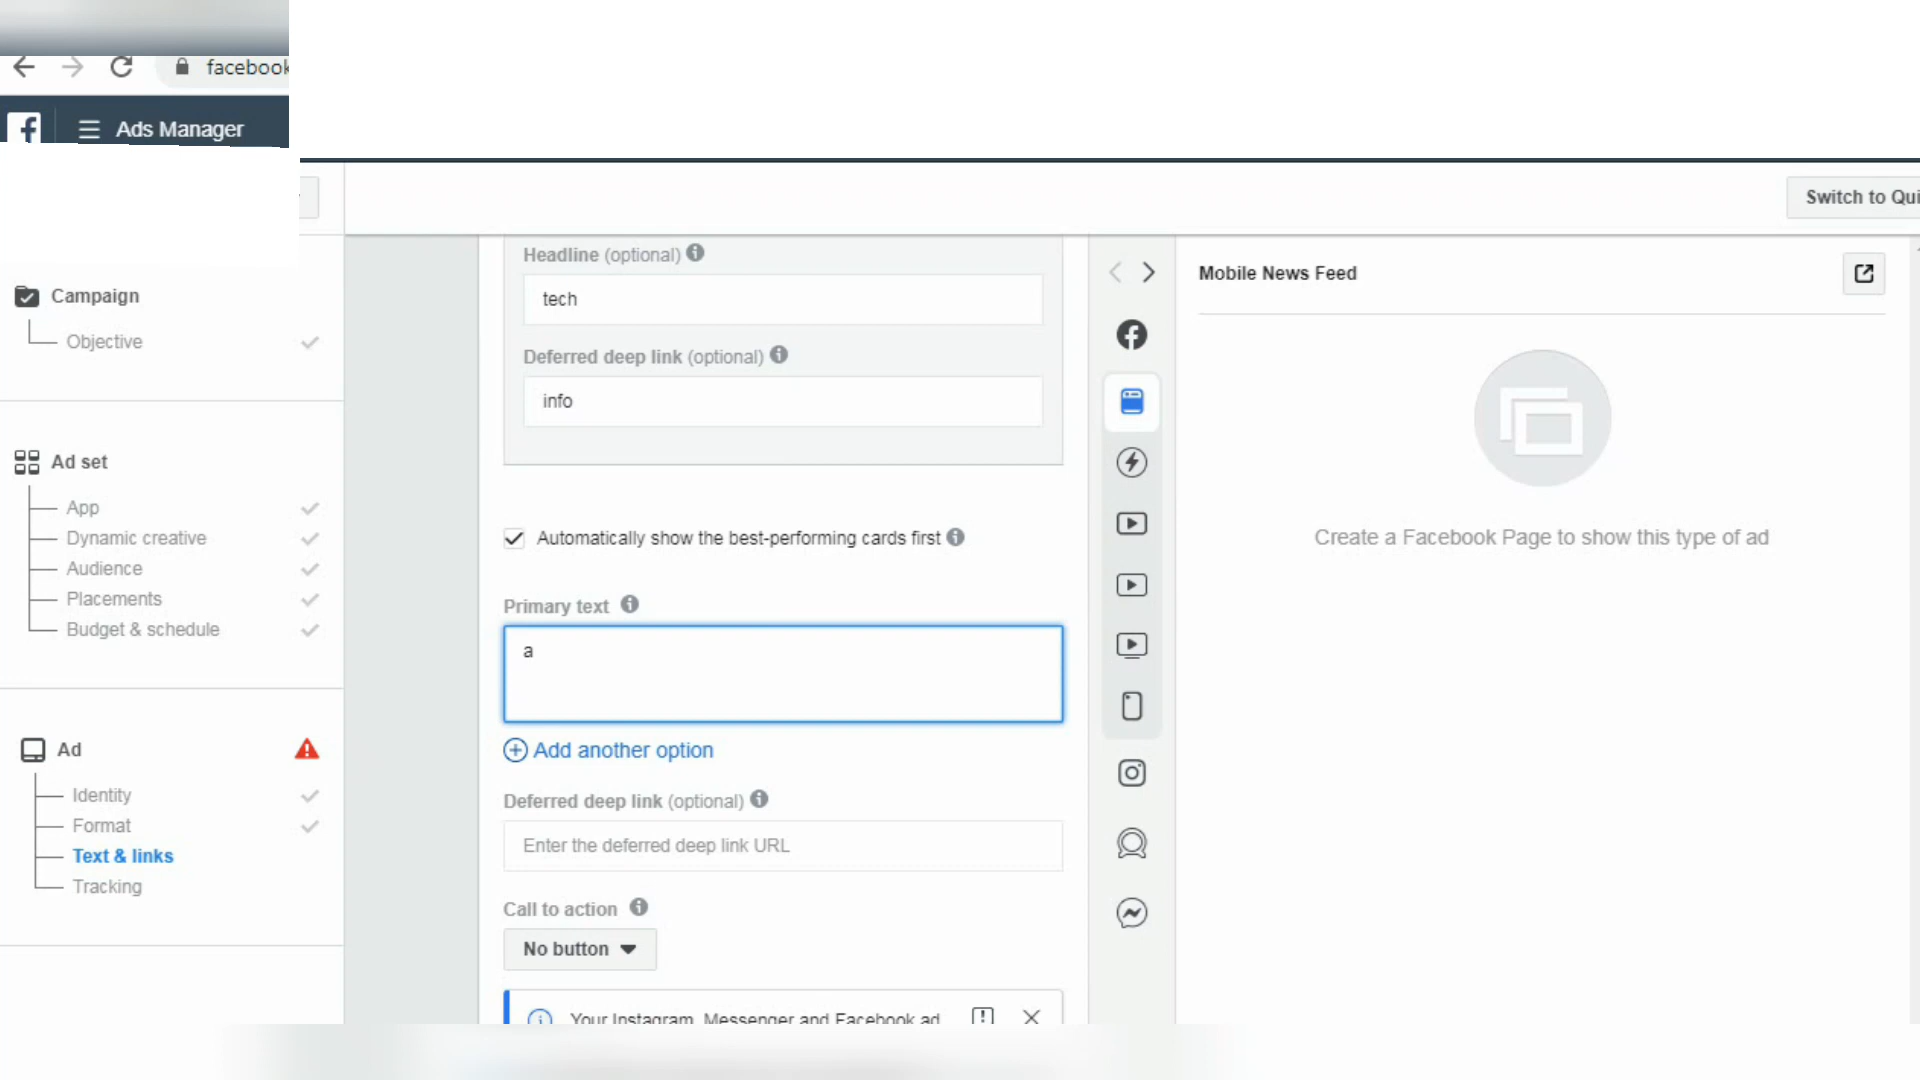 facebook
Ads Manager
Switch to Qui
Campaign
Objective
Ad set
App
Dynamic creative
Audience
Placements
Budget & schedule
Ad
Identity
Format
Text & links
Tracking
Headline (optional)
tech
Deferred deep link (optional)
info
Automatically show the best-performing cards first
Primary text
a
Add another option
Deferred deep link (optional)
Enter the deferred deep link URL
Call to action
No button
Your Instagram, Messenger and Facebook ad
Mobile News Feed
Create a Facebook Page to show this type of ad